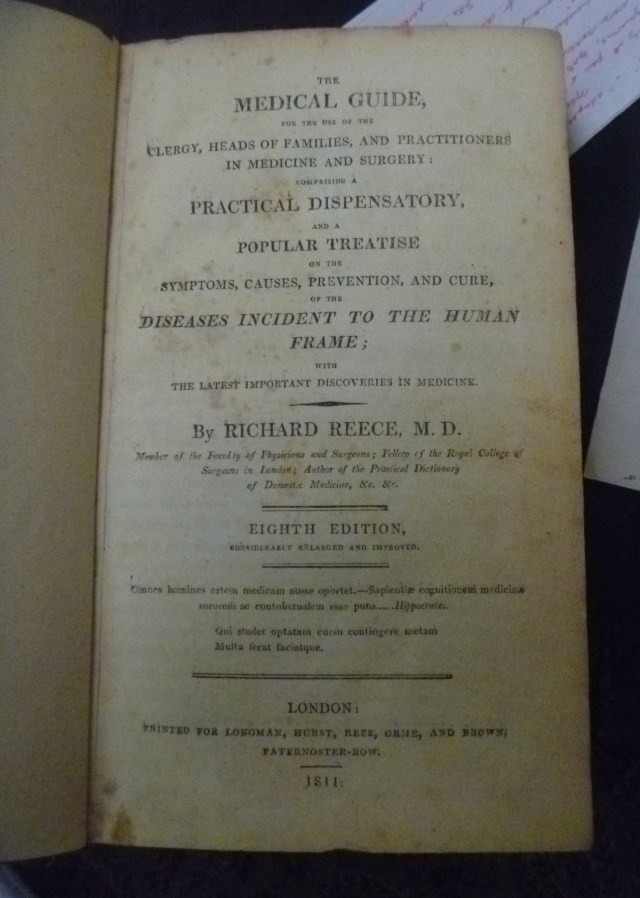 THE
MEDICAL GUIDE,
FOR THE USE OF THE
CLERGY, HEADS OF FAMILIES, AND PRACTITIONERS
IN MEDICINE AND SURGERY:
COMPRISING A
PRACTICAL DISPENSATORY,
AND A
POPULAR TREATISE
ON THE
SYMPTOMS, CAUSES, PREVENTION, AND CURE,
OF THE
DISEASES INCIDENT TO THE HUMAN
FRAME;
WITH
THE LATEST IMPORTANT DISCOVERIES IN MEDICINE.
By RICHARD REECE, M. D.
Member of the Faculty of Physicians and Surgeons; Fellow of the Royal College of
Surgeons in London; Author of the Practical Dictionary
of Domestic Medicine, &c. &c.
EIGHTH EDITION,
CONSIDERABLY ENLARGED AND IMPROVED.
Omnes homines artem medicam nosse oportet.—Sapientiæ cognitionem medicinæ
sororem ac contubernalem esse puto......Hippocrates.
Qui studet optatam cursu contingere metam
Multa ferat faciatque.
LONDON:
PRINTED FOR LONGMAN, HURST, REES, ORME, AND BROWN,
PATERNOSTER-ROW.
1811.